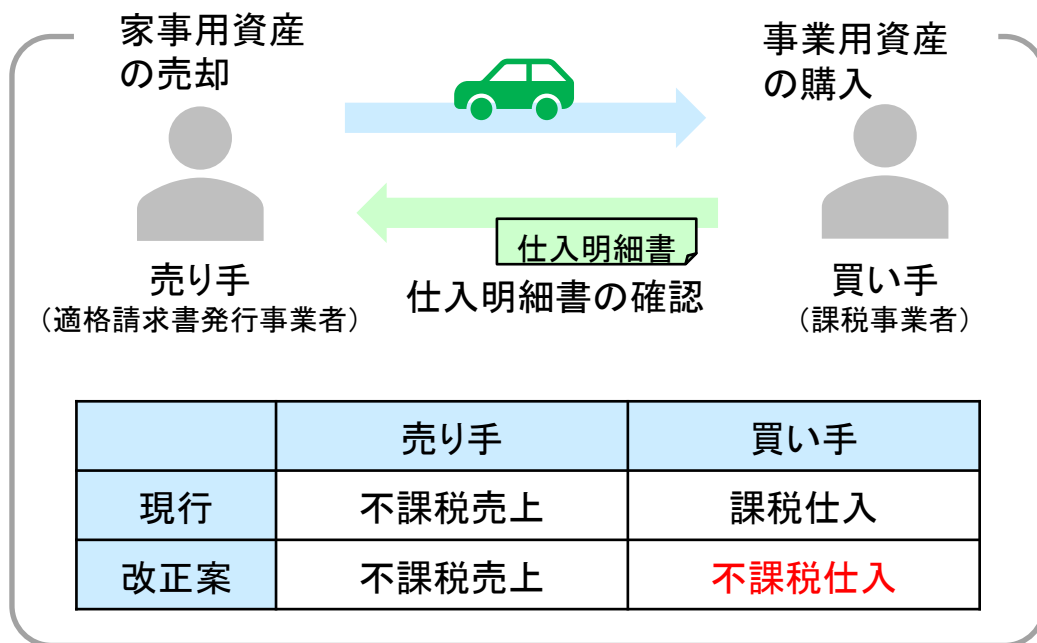 家事用資産
の売却
事業用資産
の購入
仕入明細書
仕入明細書の確認
売り手
（適格請求書発行事業者）
買い手
（課税事業者）
売り手 買い手
現行 不課税売上 課税仕入
改正案 不課税売上 不課税仕入